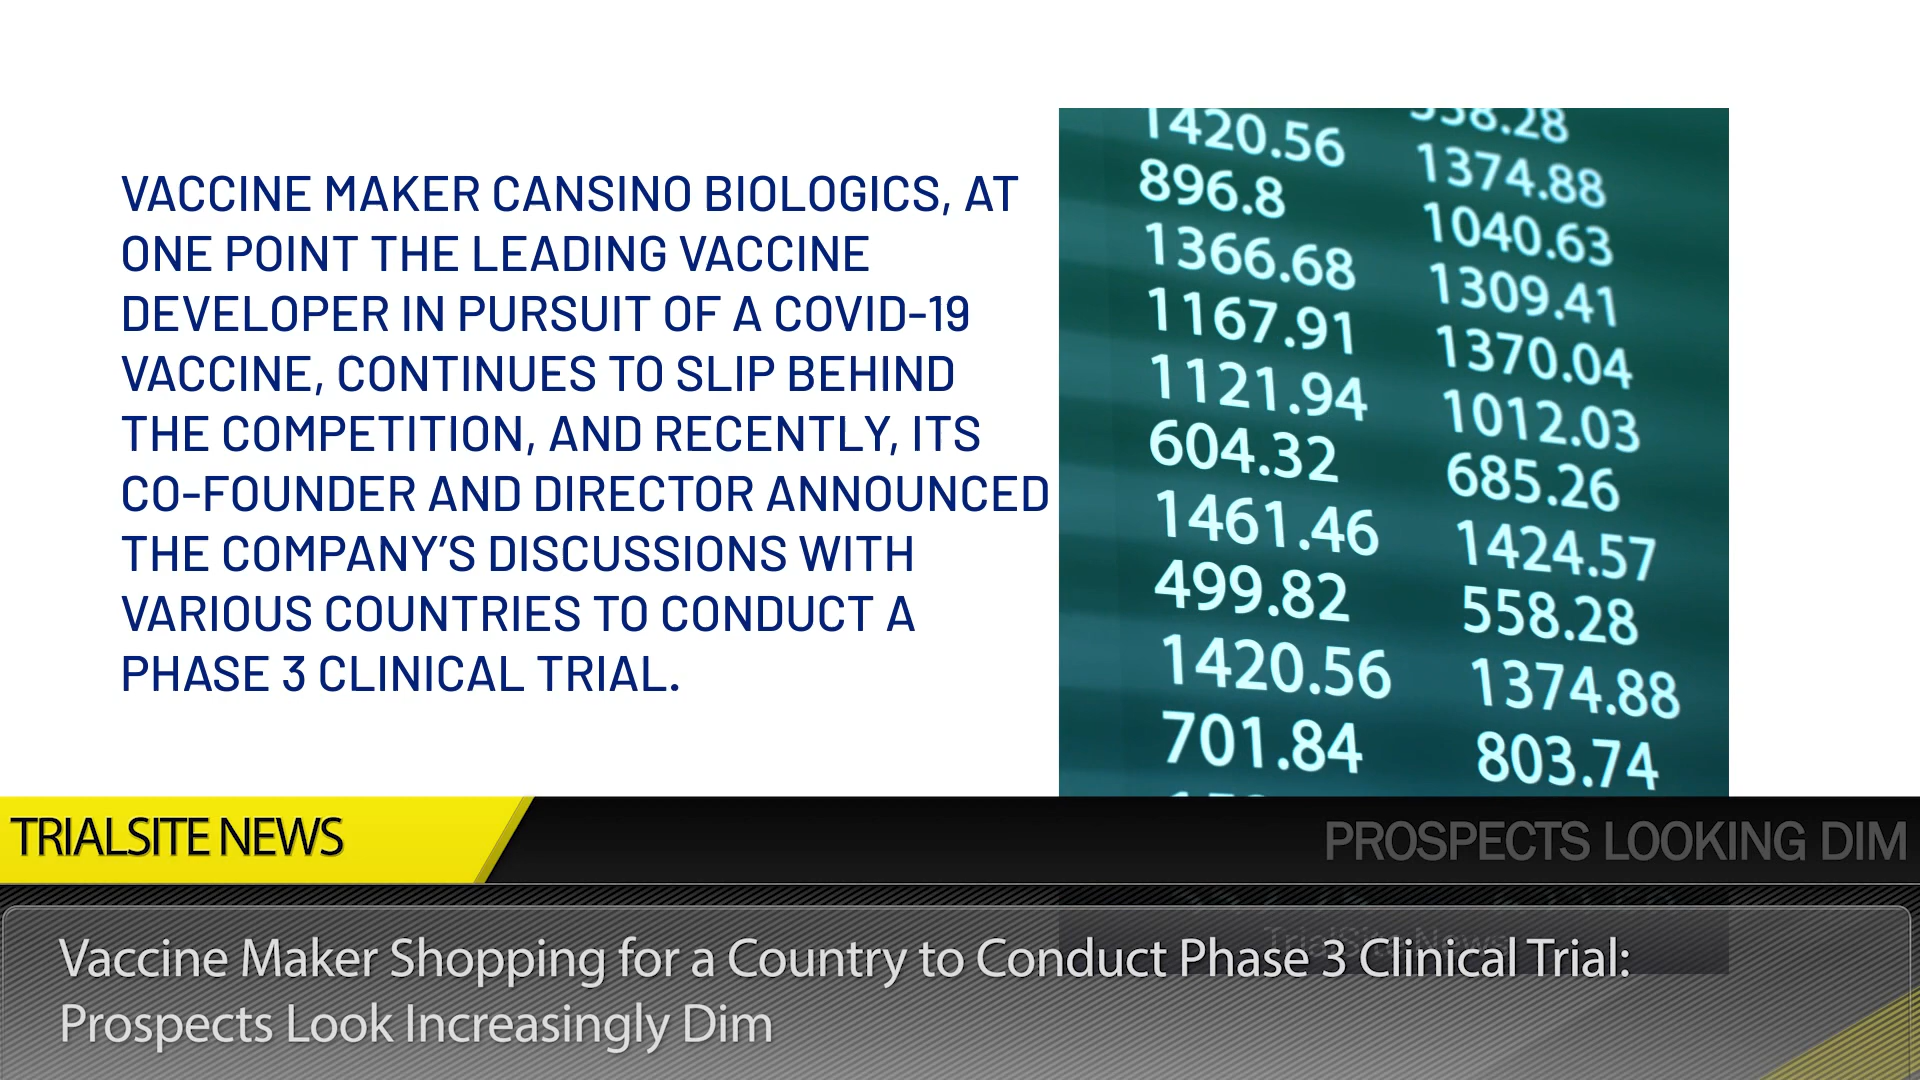 VACCINE MAKER CANSINO BIOLOGICS, AT
ONE POINT THE LEADING VACCINE
DEVELOPER IN PURSUIT OF A COVID-19
VACCINE, CONTINUES TO SLIP BEHIND
THE COMPETITION, AND RECENTLY, ITS
CO-FOUNDER AND DIRECTOR ANNOUNCED
THE COMPANY'S DISCUSSIONS WITH
VARIOUS COUNTRIES TO CONDUCT A
PHASE 3 CLINICAL TRIAL.
1420.56 558.28
896.8 1374.88
1366.68 1040.63
1167.91 1309.41
1121.94 1370.04
604.32 1012.03
1461.46 685.26
499.82 1424.57
1420.56 558.28
701.84 1374.88
803.74
TRIALSITE NEWS
PROSPECTS LOOKING DIM
TrialSite News
Vaccine Maker Shopping for a Country to Conduct Phase 3 Clinical Trial:
Prospects Look Increasingly Dim